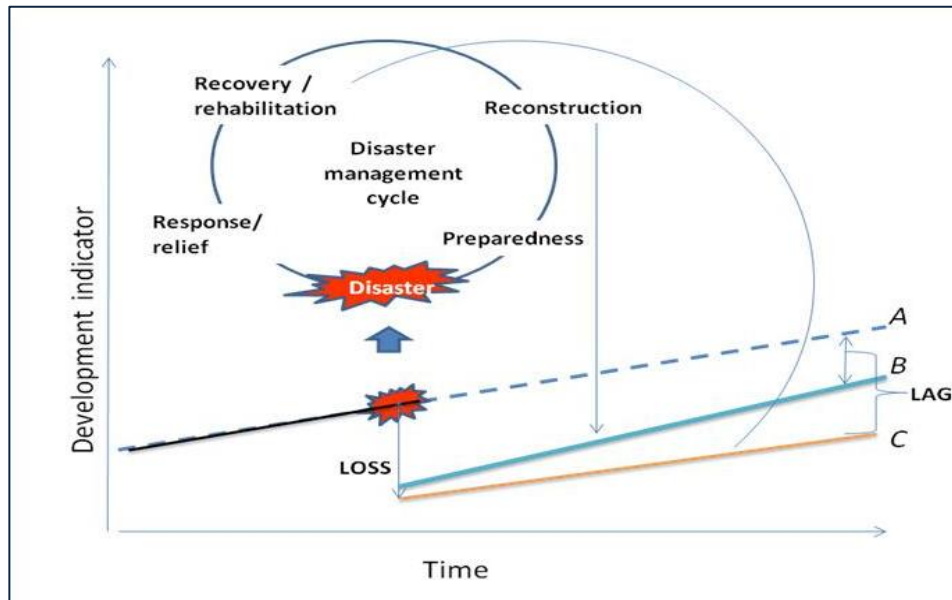 Recovery /
rehabilitation
Reconstruction
Disaster
management
cycle
Response/
relief
Preparedness
Disaster
Development indicator
A
B
LAG
C
LOSS
Time